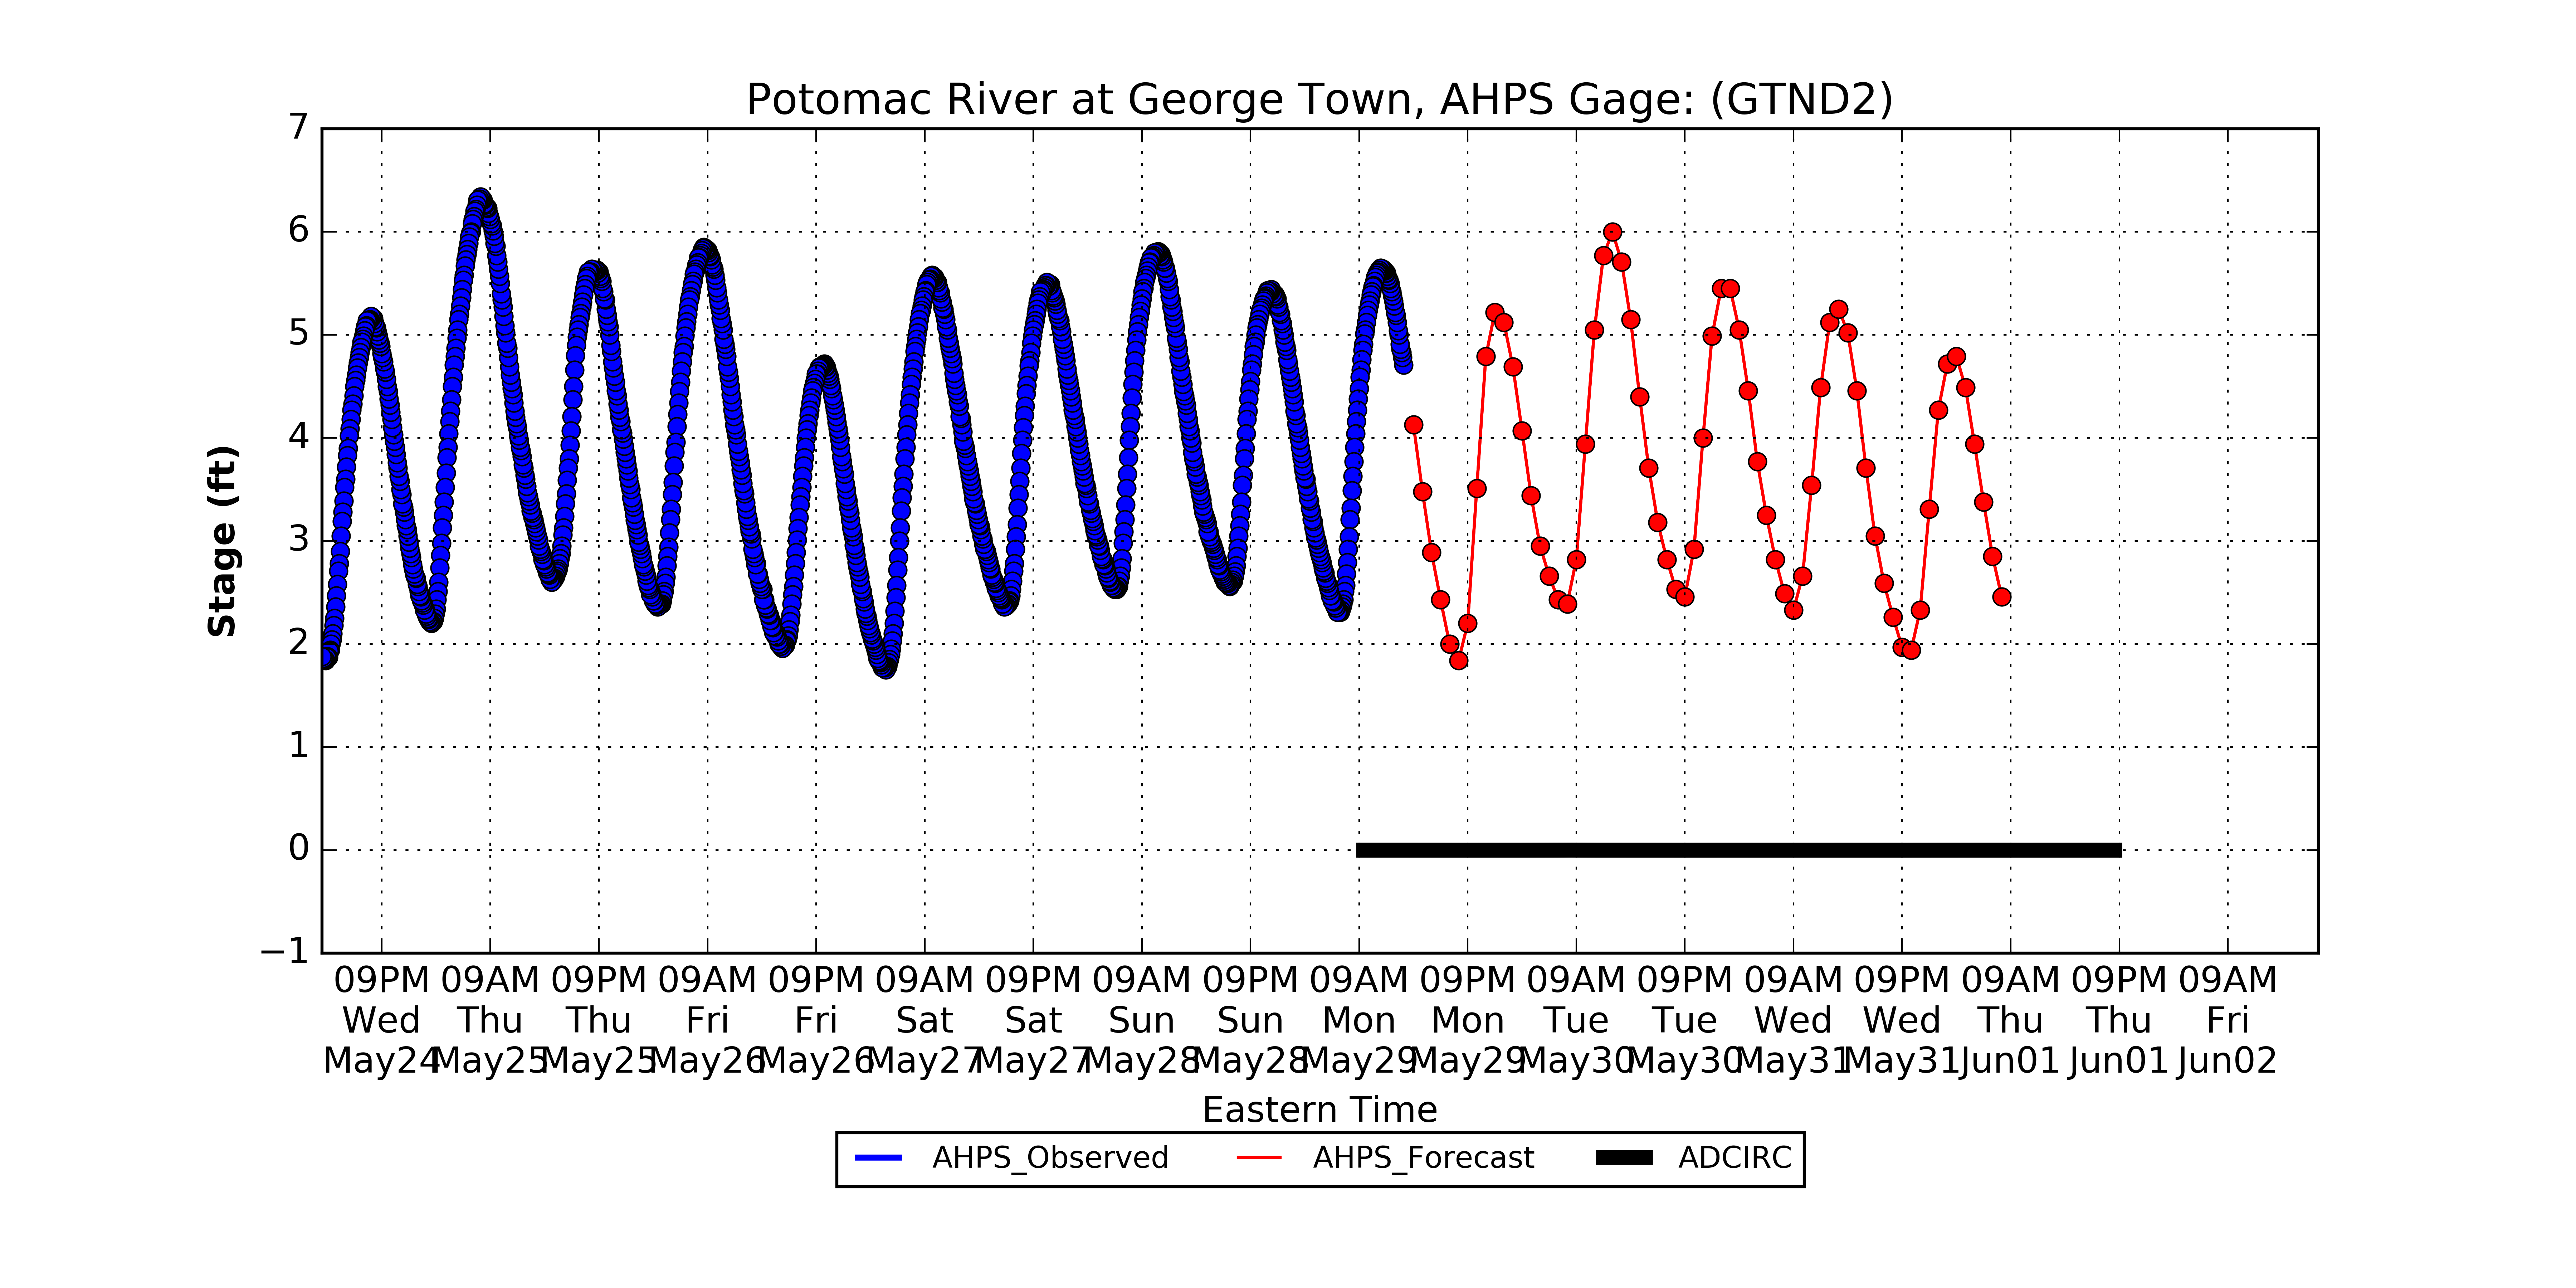 Potomac River at George Town, AHPS Gage: (GTND2)
7
6
5
4
3
2
1
0
−1
Stage (ft)
09PM 09AM 09PM 09AM 09PM 09AM 09PM 09AM 09PM 09AM 09PM 09AM 09PM 09AM 09PM 09AM 09PM 09AM
Wed Thu Thu Fri Fri Sat Sat Sun Sun Mon Mon Tue Tue Wed Wed Thu Thu Fri
May24 May25 May25 May26 May26 May27 May27 May28 May28 May29 May29 May30 May30 May31 May31 Jun01 Jun01 Jun02
Eastern Time
AHPS_Observed AHPS_Forecast ADCIRC